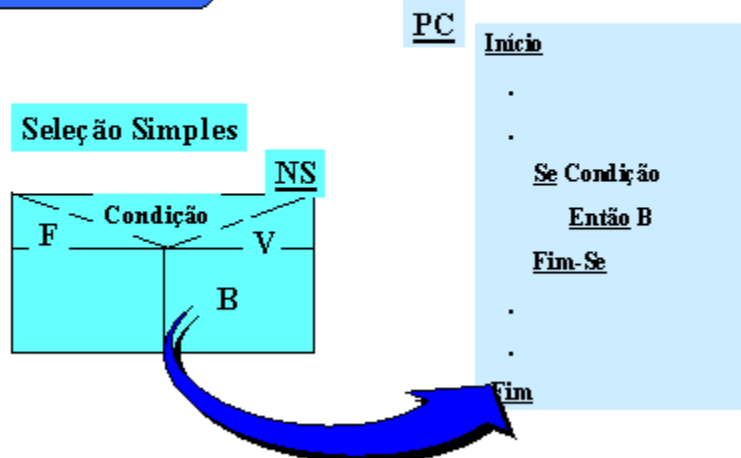 Seleção Simples
NS
Condição
F
V
B
PC
Início
.
.
Se Condição
Então B
Fim-Se
.
.
Fim